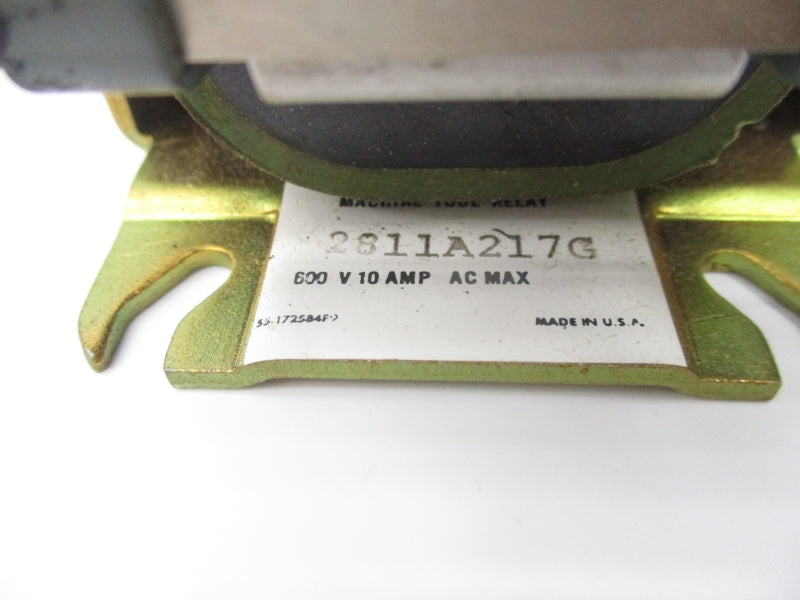 MACHINE TOOL RELAY
2811A217G
600 V 10 AMP AC MAX
MADE IN U.S.A.